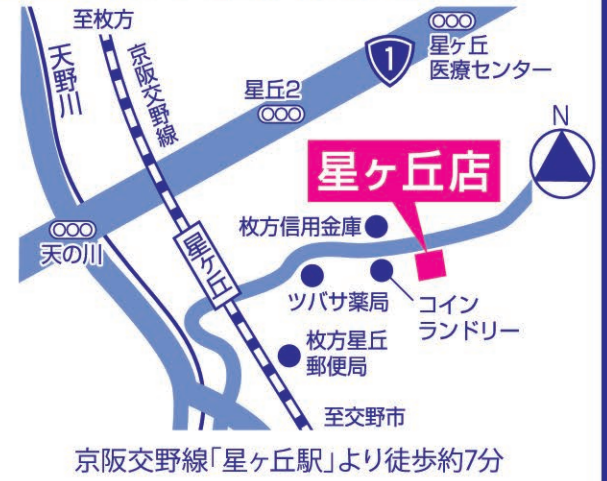 至枚方
天野川
京阪交野線
星丘2
1
星ヶ丘
医療センター
N
星ヶ丘店
天の川
星ヶ丘
枚方信用金庫
ツバサ薬局
コイン
ランドリー
枚方星丘
郵便局
至交野市
京阪交野線「星ヶ丘駅」より徒歩約7分